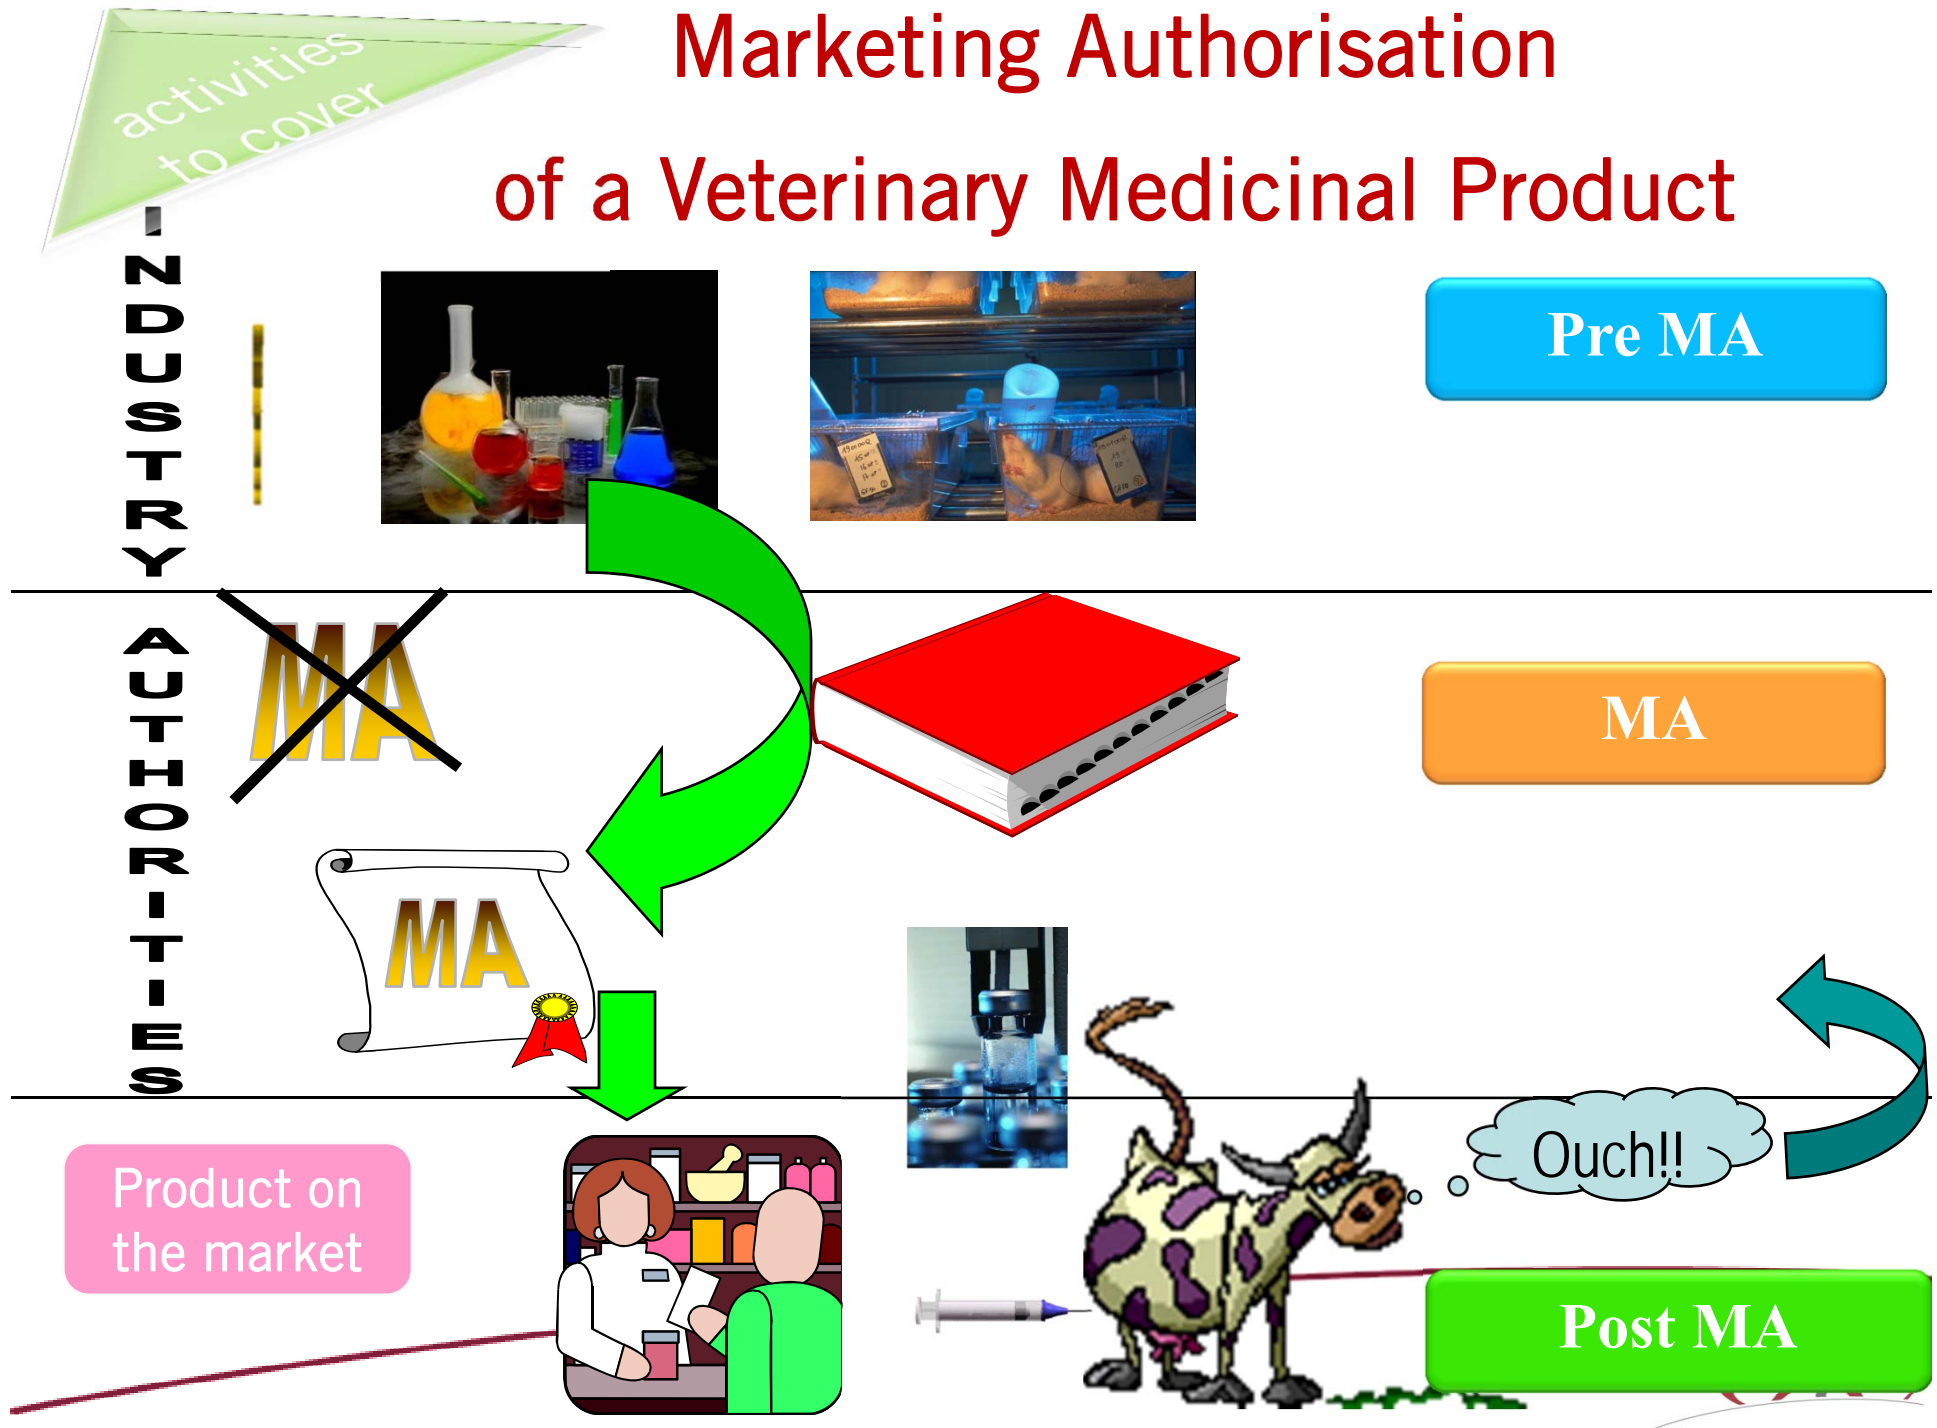 activities
to cover
Marketing Authorisation
of a Veterinary Medicinal Product
INDUSTRY
Pre MA
AUTHORITIES
MA
MA
MA
Ouch!!
Product on
the market
Post MA